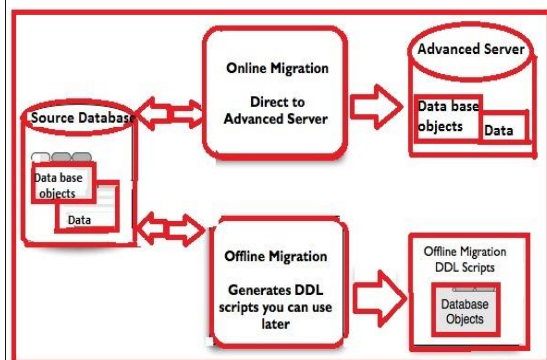 Source Database
Data base
objects
Data
Online Migration
Direct to
Advanced Server
Advanced Server
Data base
objects
Data
Offline Migration
Generates DDL
scripts you can use
later
Offline Migration
DDL Scripts
Database
Objects